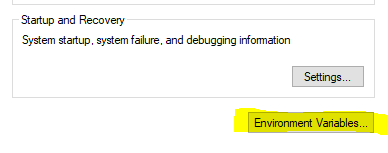 Startup and Recovery
System startup, system failure, and debugging information
Settings...
Environment Variables...